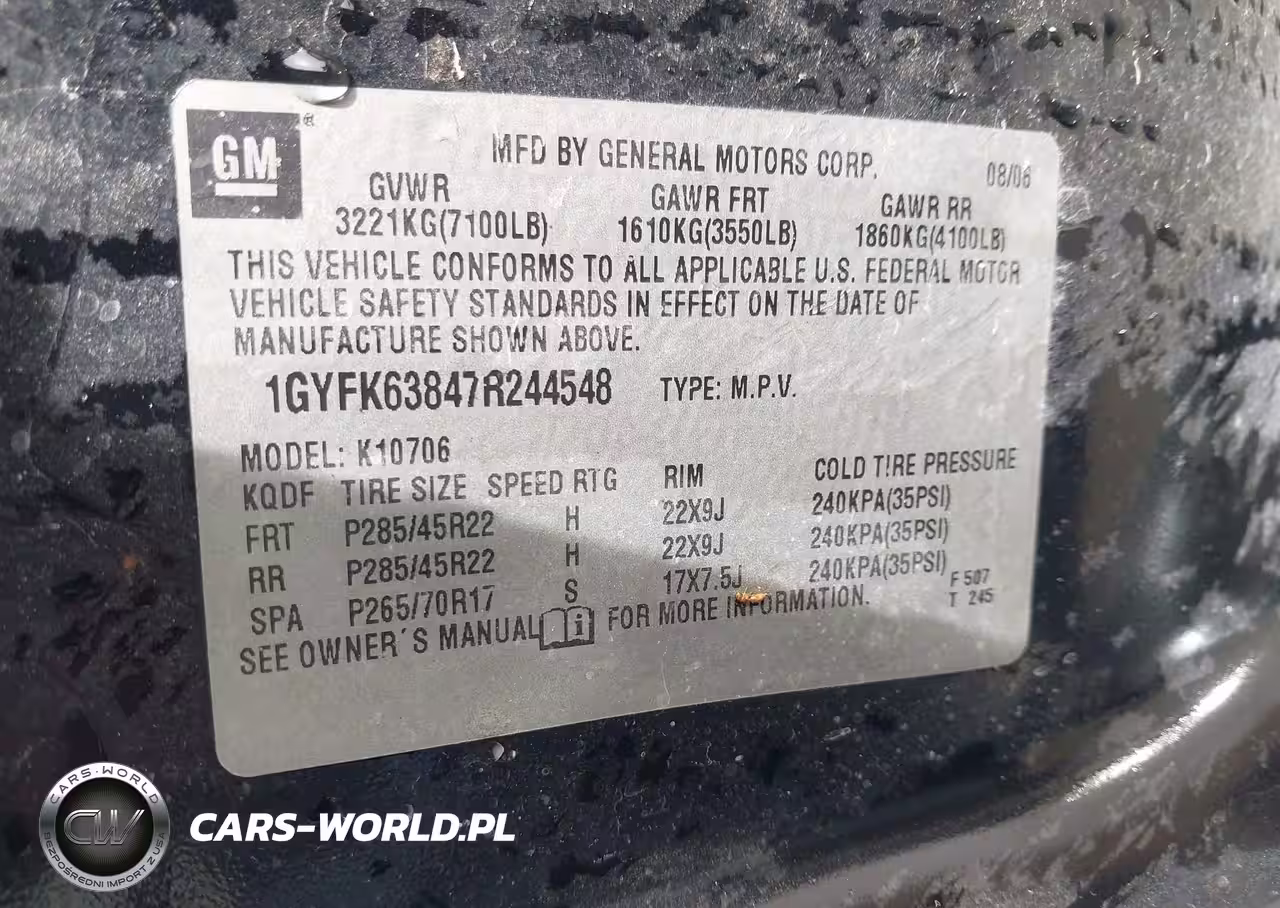 GM®
MFD BY GENERAL MOTORS CORP. 08/06
GVWR GAWR FRT GAWR RR
3221KG(7100LB) 1610KG(3550LB) 1860KG(4100LB)
THIS VEHICLE CONFORMS TO ALL APPLICABLE U.S. FEDERAL MOTOR
VEHICLE SAFETY STANDARDS IN EFFECT ON THE DATE OF
MANUFACTURE SHOWN ABOVE.
1GYFK63847R244548 TYPE: M.P.V.
MODEL: K10706
KQDF TIRE SIZE SPEED RTG RIM COLD TIRE PRESSURE
FRT P285/45R22 H 22X9J 240KPA(35PSI)
RR P285/45R22 H 22X9J 240KPA(35PSI)
SPA P265/70R17 S 17X7.5J 240KPA(35PSI)
SEE OWNER´S MANUAL i FOR MORE INFORMATION.
F 507
T 245
CARS-WORLD
CW
BEZPOŚREDNI IMPORT Z USA
CARS-WORLD.PL